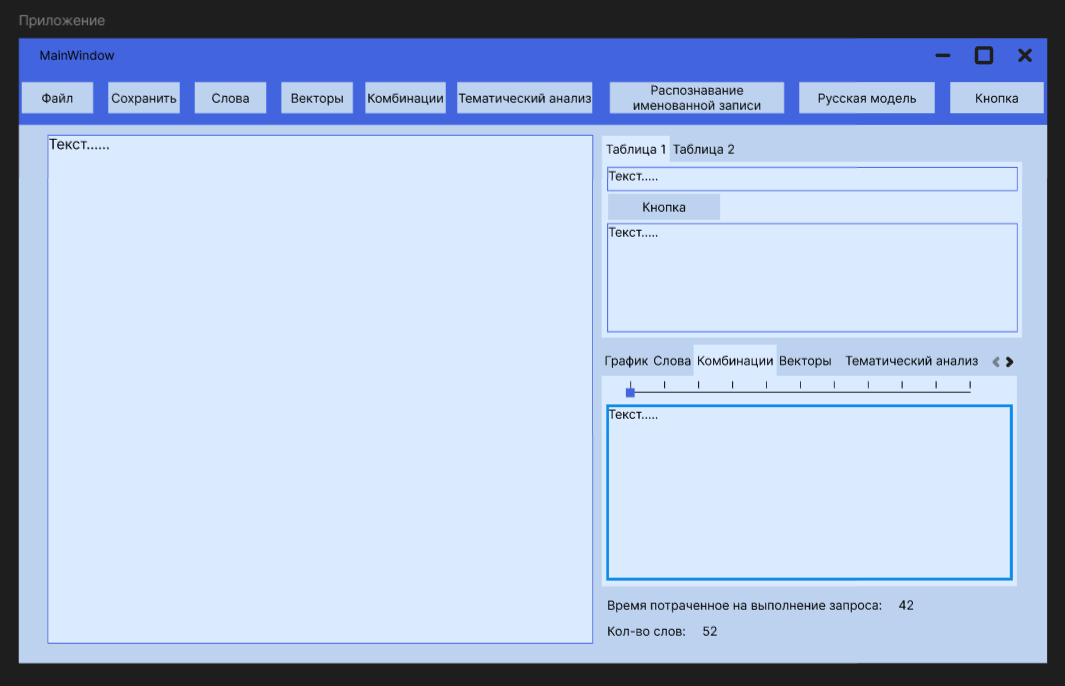 Приложение
MainWindow
Файл
Сохранить
Слова
Векторы
Комбинации
Тематический анализ
Распознавание
именованной записи
Русская модель
Кнопка
Текст......
Таблица 1
Таблица 2
Текст.....
Кнопка
Текст.....
График
Слова
Комбинации
Векторы
Тематический анализ
Текст.....
Время потраченное на выполнение запроса: 42
Кол-во слов: 52